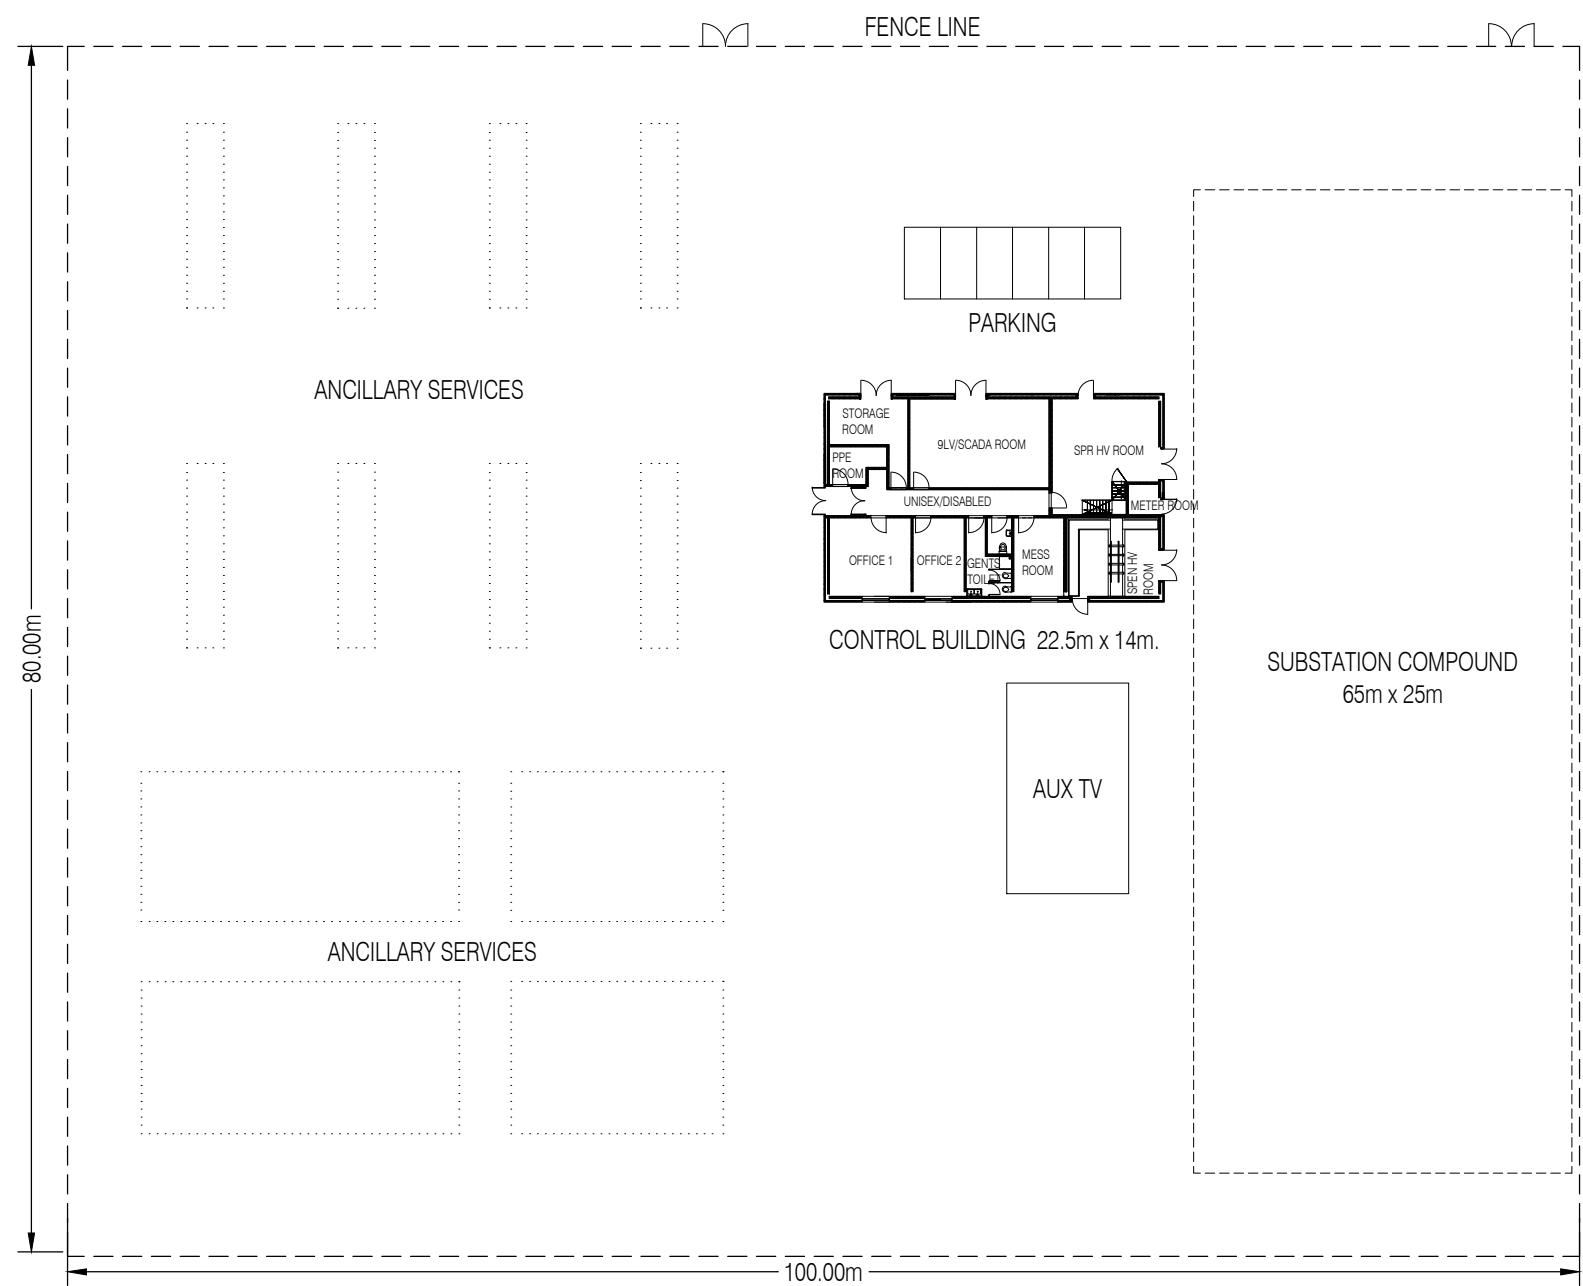 FENCE LINE
PARKING
ANCILLARY SERVICES
STORAGE
ROOM
9LV/SCADA ROOM
SPR HV ROOM
PPE
ROOM
UNISEX/DISABLED
METER ROOM
OFFICE 1
OFFICE 2
GENTS
TOILET
MESS
ROOM
SPEN HV
ROOM
CONTROL BUILDING 22.5m x 14m.
80.00m
SUBSTATION COMPOUND
65m x 25m
AUX TV
ANCILLARY SERVICES
100.00m